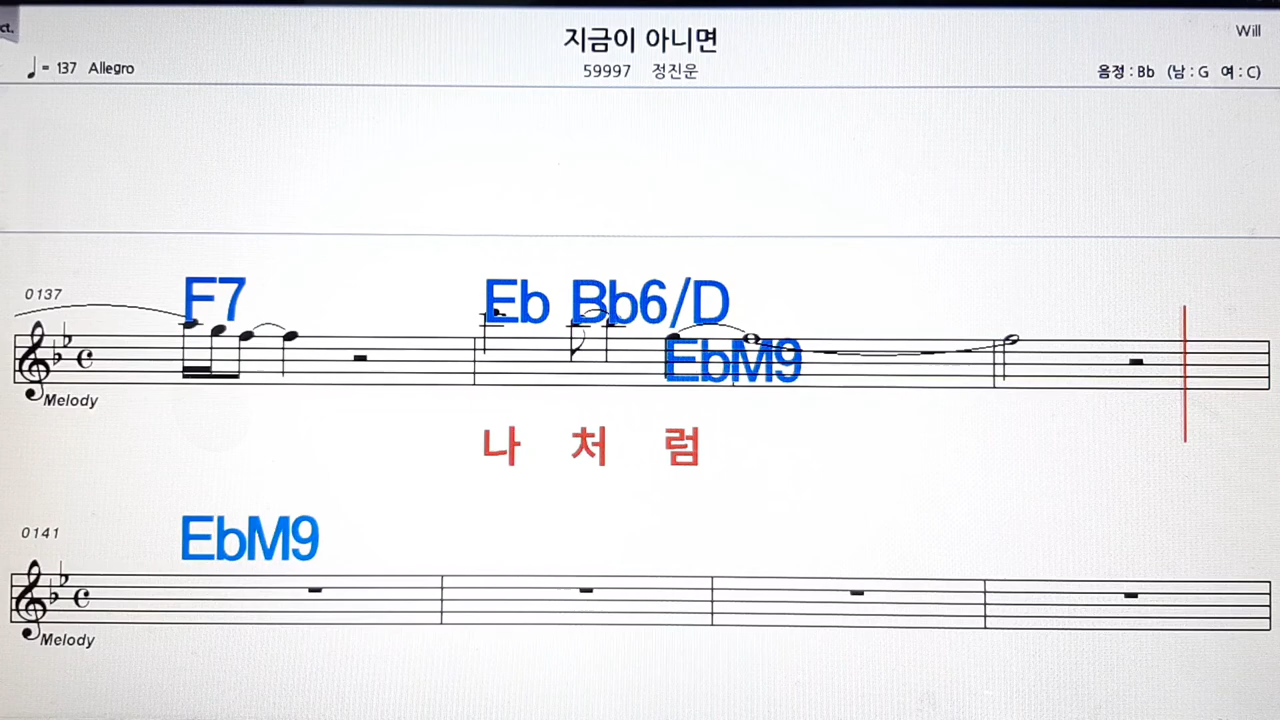 ct.
지금이 아니면
Will
♩= 137 Allegro
59997 정진운
음정 : Bb (남 : G 여 : C)
0137
F7 Eb Bb6/D
EbM9
Melody
나 처 럼
0141
EbM9
Melody